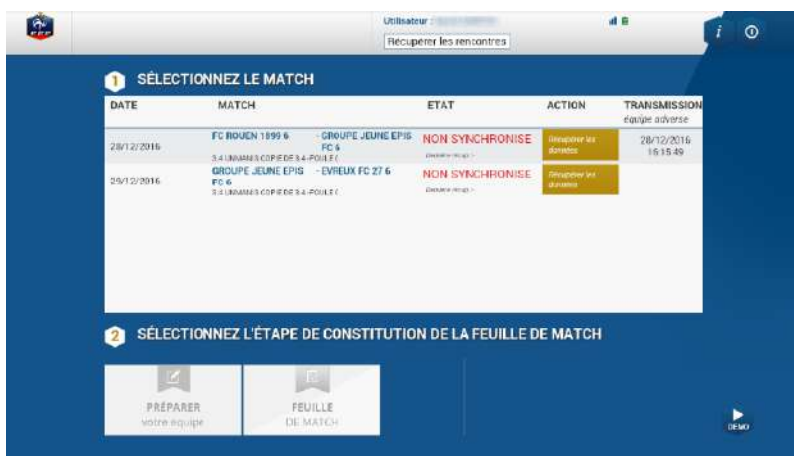 FFF
Utilisateur :
Récupérer les rencontres
i
1 SÉLECTIONNEZ LE MATCH
DATE MATCH ETAT ACTION TRANSMISSION
équipe adverse
28/12/2016 FC ROUEN 1899 6 - GROUPE JEUNE EPIS FC 6 NON SYNCHRONISE Récupérer les données 28/12/2016 16:15:49
29/12/2016 GROUPE JEUNE EPIS FC 6 - EVREUX FC 27 6 NON SYNCHRONISE Récupérer les données
2 SÉLECTIONNEZ L'ÉTAPE DE CONSTITUTION DE LA FEUILLE DE MATCH
PRÉPARER
votre équipe
FEUILLE
DE MATCH
DEMO